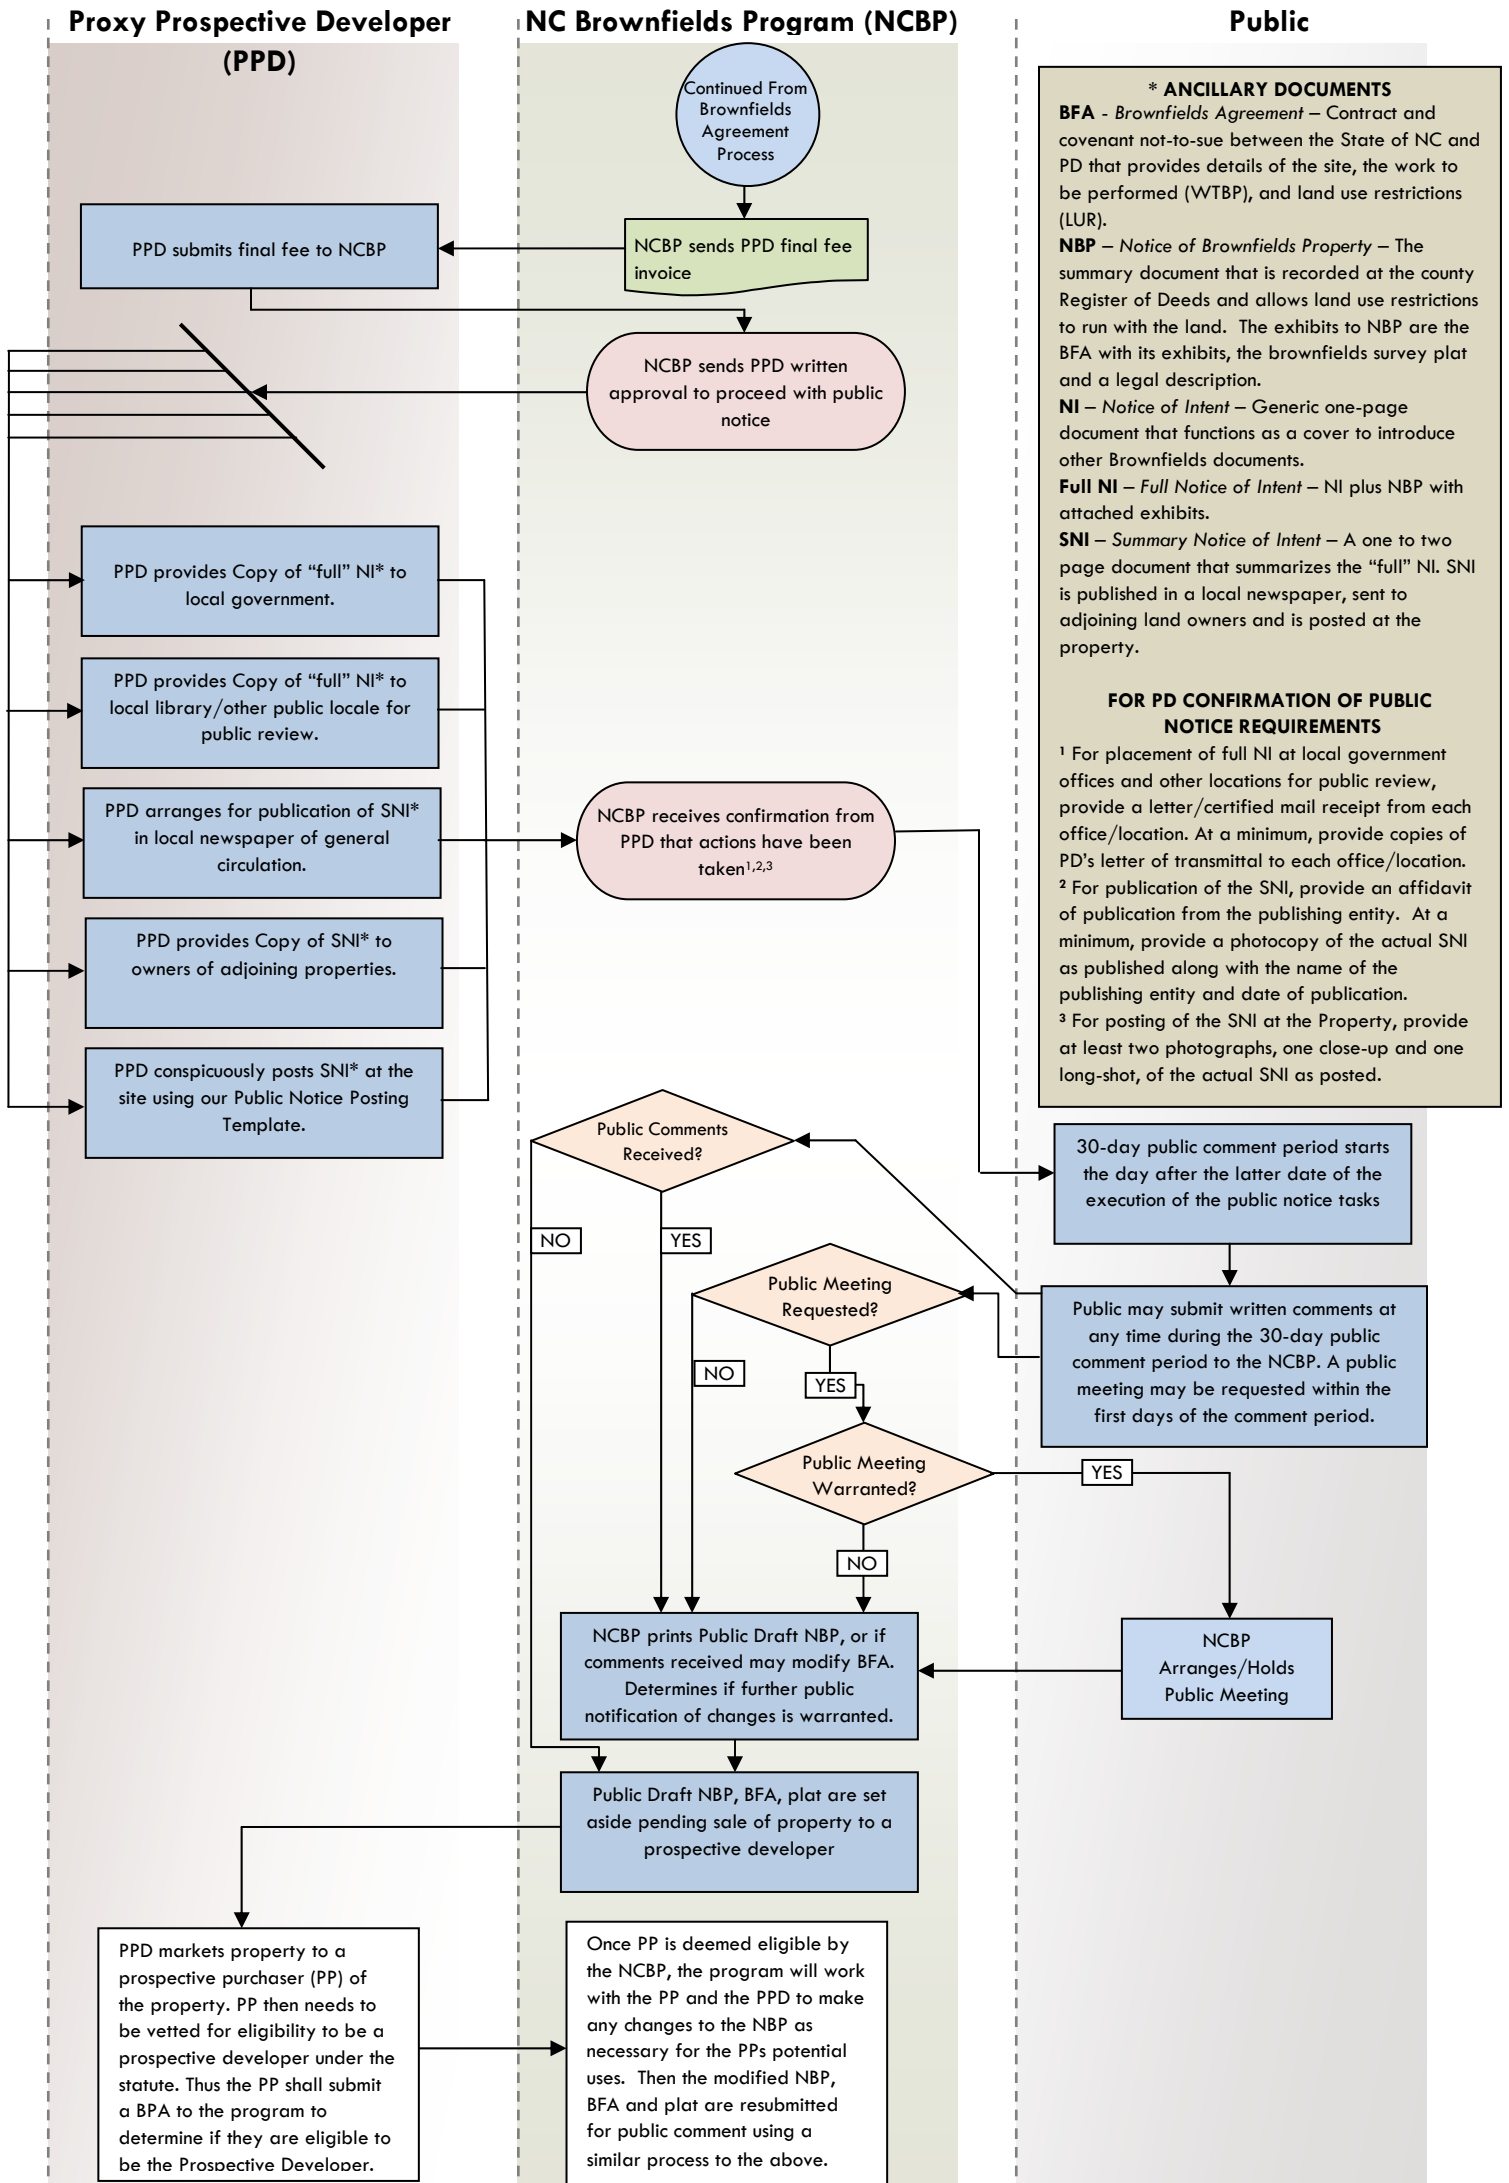 Proxy Prospective Developer
(PPD)
NC Brownfields Program (NCBP)
Public
Continued From
Brownfields
Agreement
Process
NCBP sends PPD final fee
invoice
PPD submits final fee to NCBP
NCBP sends PPD written
approval to proceed with public
notice
PPD provides Copy of “full” NI* to
local government.
PPD provides Copy of “full” NI* to
local library/other public locale for
public review.
PPD arranges for publication of SNI*
in local newspaper of general
circulation.
PPD provides Copy of SNI* to
owners of adjoining properties.
PPD conspicuously posts SNI* at the
site using our Public Notice Posting
Template.
NCBP receives confirmation from
PPD that actions have been
taken¹,²,³
* ANCILLARY DOCUMENTS
BFA - Brownfields Agreement – Contract and
covenant not-to-sue between the State of NC and
PD that provides details of the site, the work to
be performed (WTBP), and land use restrictions
(LUR).
NBP – Notice of Brownfields Property – The
summary document that is recorded at the county
Register of Deeds and allows land use restrictions
to run with the land. The exhibits to NBP are the
BFA with its exhibits, the brownfields survey plat
and a legal description.
NI – Notice of Intent – Generic one-page
document that functions as a cover to introduce
other Brownfields documents.
Full NI – Full Notice of Intent – NI plus NBP with
attached exhibits.
SNI – Summary Notice of Intent – A one to two
page document that summarizes the “full” NI. SNI
is published in a local newspaper, sent to
adjoining land owners and is posted at the
property.
FOR PD CONFIRMATION OF PUBLIC
NOTICE REQUIREMENTS
¹ For placement of full NI at local government
offices and other locations for public review,
provide a letter/certified mail receipt from each
office/location. At a minimum, provide copies of
PD’s letter of transmittal to each office/location.
² For publication of the SNI, provide an affidavit
of publication from the publishing entity. At a
minimum, provide a photocopy of the actual SNI
as published along with the name of the
publishing entity and date of publication.
³ For posting of the SNI at the Property, provide
at least two photographs, one close-up and one
long-shot, of the actual SNI as posted.
30-day public comment period starts
the day after the latter date of the
execution of the public notice tasks
Public may submit written comments at
any time during the 30-day public
comment period to the NCBP. A public
meeting may be requested within the
first days of the comment period.
Public Comments
Received?
NO
YES
Public Meeting
Requested?
NO
YES
Public Meeting
Warranted?
YES
NO
NCBP
Arranges/Holds
Public Meeting
NCBP prints Public Draft NBP, or if
comments received may modify BFA.
Determines if further public
notification of changes is warranted.
Public Draft NBP, BFA, plat are set
aside pending sale of property to a
prospective developer
PPD markets property to a
prospective purchaser (PP) of
the property. PP then needs to
be vetted for eligibility to be a
prospective developer under the
statute. Thus the PP shall submit
a BPA to the program to
determine if they are eligible to
be the Prospective Developer.
Once PP is deemed eligible by
the NCBP, the program will work
with the PP and the PPD to make
any changes to the NBP as
necessary for the PPs potential
uses. Then the modified NBP,
BFA and plat are resubmitted
for public comment using a
similar process to the above.